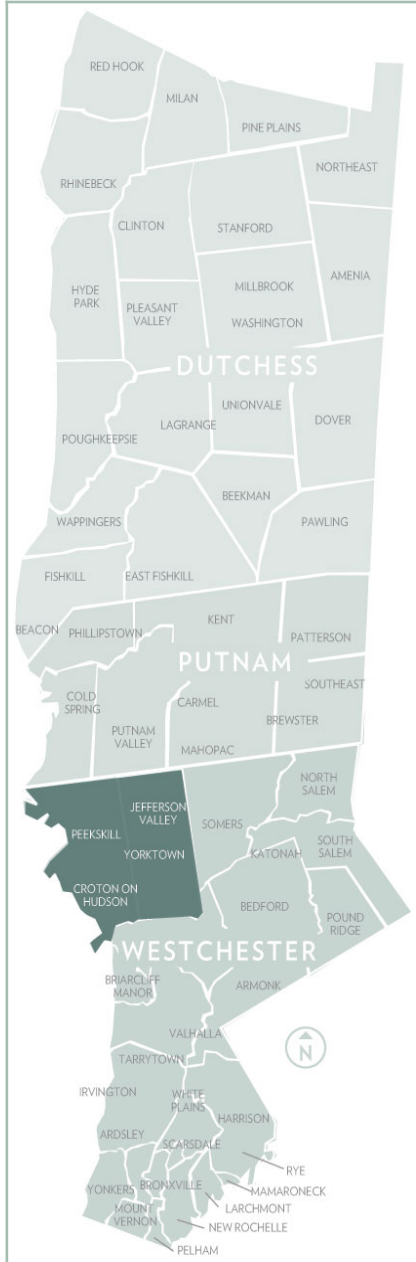 RED HOOK
MILAN
PINE PLAINS
NORTHEAST
RHINEBECK
CLINTON
STANFORD
AMENIA
HYDE
PARK
PLEASANT
VALLEY
MILLBROOK
WASHINGTON
DUTCHESS
UNIONVALE
LAGRANGE
DOVER
POUGHKEEPSIE
BEEKMAN
WAPPINGERS
PAWLING
FISHKILL
EAST FISHKILL
KENT
BEACON
PHILLIPSTOWN
PATTERSON
PUTNAM
SOUTHEAST
COLD
SPRING
CARMEL
BREWSTER
PUTNAM
VALLEY
MAHOPAC
NORTH
SALEM
JEFFERSON
VALLEY
SOMERS
PEEKSKILL
YORKTOWN
KATONAH
SOUTH
SALEM
CROTON ON
HUDSON
BEDFORD
POUND
RIDGE
WESTCHESTER
BRIARCLIFF
MANOR
ARMONK
VALHALLA
N
TARRYTOWN
IRVINGTON
WHITE
PLAINS
HARRISON
ARDSLEY
SCARSDALE
RYE
YONKERS
BRONXVILLE
MAMARONECK
MOUNT
VERNON
LARCHMONT
NEW ROCHELLE
PELHAM